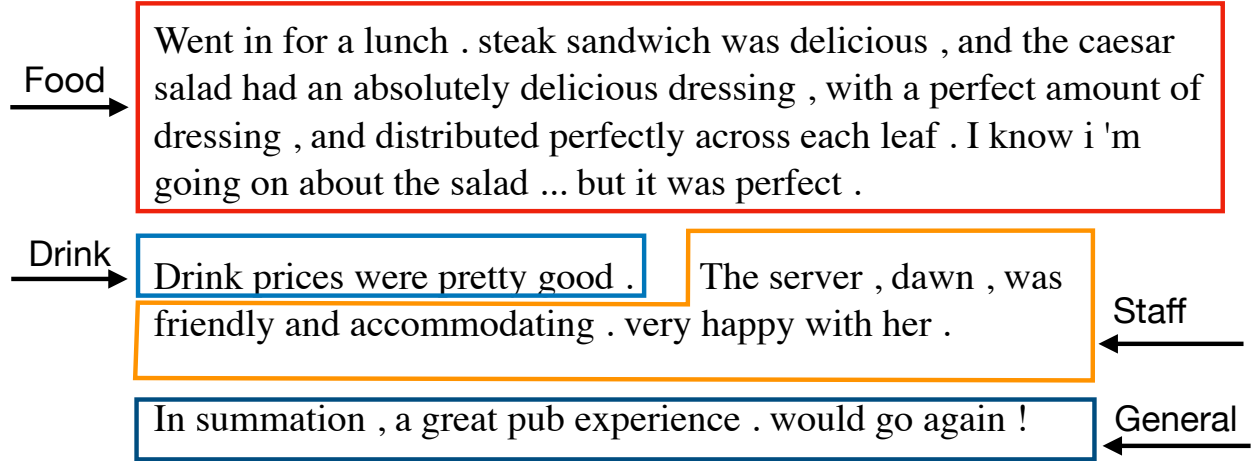 Food
Went in for a lunch . steak sandwich was delicious , and the caesar
salad had an absolutely delicious dressing , with a perfect amount of
dressing , and distributed perfectly across each leaf . I know i 'm
going on about the salad ... but it was perfect .
Drink
Drink prices were pretty good . The server , dawn , was
friendly and accommodating . very happy with her .
Staff
In summation , a great pub experience . would go again !
General